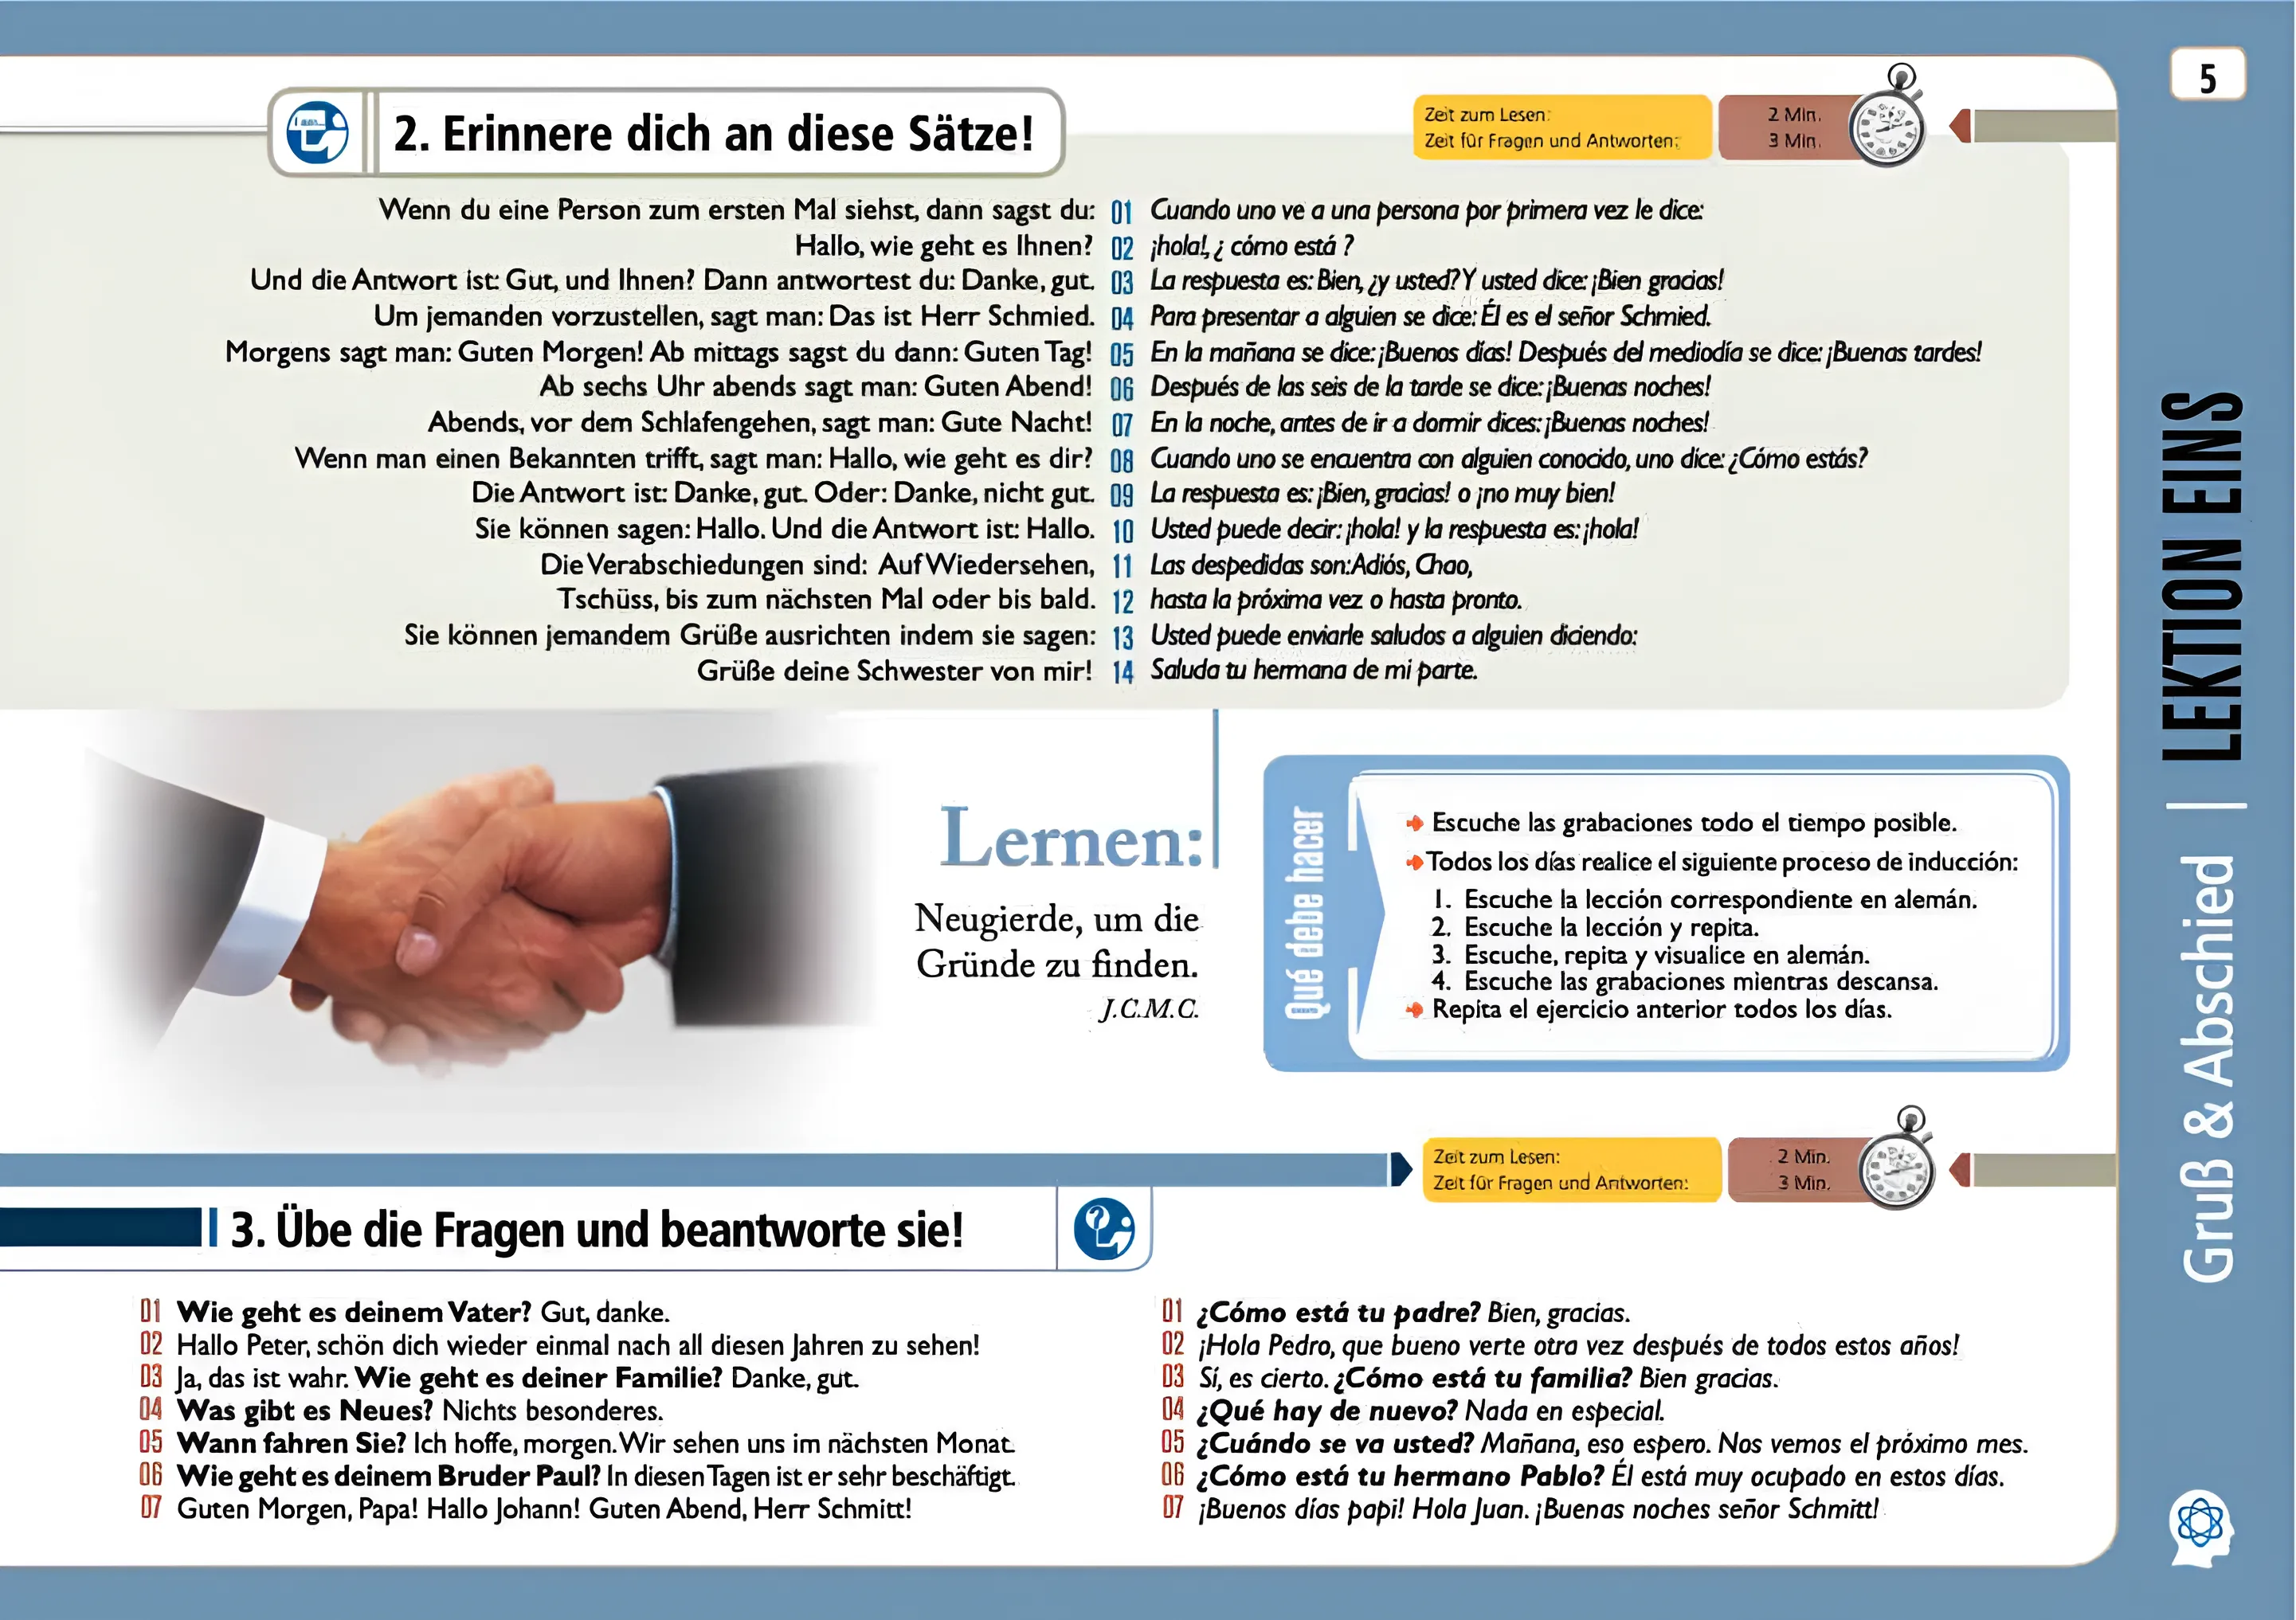 5
2. Erinnere dich an diese Sätze!
Zeit zum Lesen: 2 Min.
Zeit für Fragen und Antworten: 3 Min.
Wenn du eine Person zum ersten Mal siehst, dann sagst du: 01 Cuando uno ve a una persona por primera vez le dice:
Hallo, wie geht es Ihnen? 02 ¡hola!, ¿ cómo está ?
Und die Antwort ist: Gut, und Ihnen? Dann antwortest du: Danke, gut. 03 La respuesta es: Bien, ¿y usted? Y usted dice: ¡Bien gracias!
Um jemanden vorzustellen, sagt man: Das ist Herr Schmied. 04 Para presentar a alguien se dice: Él es el señor Schmied.
Morgens sagt man: Guten Morgen! Ab mittags sagst du dann: Guten Tag! 05 En la mañana se dice: ¡Buenos días! Después del mediodía se dice: ¡Buenas tardes!
Ab sechs Uhr abends sagt man: Guten Abend! 06 Después de las seis de la tarde se dice: ¡Buenas noches!
Abends, vor dem Schlafengehen, sagt man: Gute Nacht! 07 En la noche, antes de ir a dormir dices: ¡Buenas noches!
Wenn man einen Bekannten trifft, sagt man: Hallo, wie geht es dir? 08 Cuando uno se encuentra con alguien conocido, uno dice: ¿Cómo estás?
Die Antwort ist: Danke, gut. Oder: Danke, nicht gut. 09 La respuesta es: ¡Bien, gracias! o ¡no muy bien!
Sie können sagen: Hallo. Und die Antwort ist: Hallo. 10 Usted puede decir: ¡hola! y la respuesta es: ¡hola!
Die Verabschiedungen sind: Auf Wiedersehen, 11 Las despedidas son: Adiós, Chao,
Tschüss, bis zum nächsten Mal oder bis bald. 12 hasta la próxima vez o hasta pronto.
Sie können jemandem Grüße ausrichten indem sie sagen: 13 Usted puede enviarle saludos a alguien diciendo:
Grüße deine Schwester von mir! 14 Saluda tu hermana de mi parte.
Lernen:
Neugierde, um die
Gründe zu finden.
J.C.M.C.
Qué debe hacer
Escuche las grabaciones todo el tiempo posible.
Todos los días realice el siguiente proceso de inducción:
1. Escuche la lección correspondiente en alemán.
2. Escuche la lección y repita.
3. Escuche, repita y visualice en alemán.
4. Escuche las grabaciones mientras descansa.
Repita el ejercicio anterior todos los días.
Zeit zum Lesen: 2 Min.
Zeit für Fragen und Antworten: 3 Min.
3. Übe die Fragen und beantworte sie!
01 Wie geht es deinem Vater? Gut, danke.
02 Hallo Peter, schön dich wieder einmal nach all diesen Jahren zu sehen!
03 Ja, das ist wahr. Wie geht es deiner Familie? Danke, gut.
04 Was gibt es Neues? Nichts besonderes.
05 Wann fahren Sie? Ich hoffe, morgen. Wir sehen uns im nächsten Monat.
06 Wie geht es deinem Bruder Paul? In diesen Tagen ist er sehr beschäftigt.
07 Guten Morgen, Papa! Hallo Johann! Guten Abend, Herr Schmitt!
01 ¿Cómo está tu padre? Bien, gracias.
02 ¡Hola Pedro, que bueno verte otra vez después de todos estos años!
03 Sí, es cierto. ¿Cómo está tu familia? Bien gracias.
04 ¿Qué hay de nuevo? Nada en especial.
05 ¿Cuándo se va usted? Mañana, eso espero. Nos vemos el próximo mes.
06 ¿Cómo está tu hermano Pablo? Él está muy ocupado en estos días.
07 ¡Buenos días papi! Hola Juan. ¡Buenas noches señor Schmitt!
Gruß & Abschied | LEKTION EINS